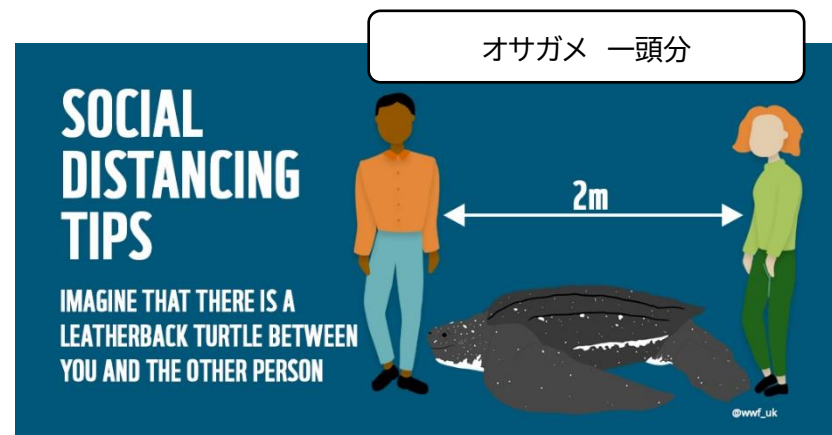 オサガメ 一頭分
SOCIAL
DISTANCING
TIPS
IMAGINE THAT THERE IS A
LEATHERBACK TURTLE BETWEEN
YOU AND THE OTHER PERSON
2m
@wwf_uk